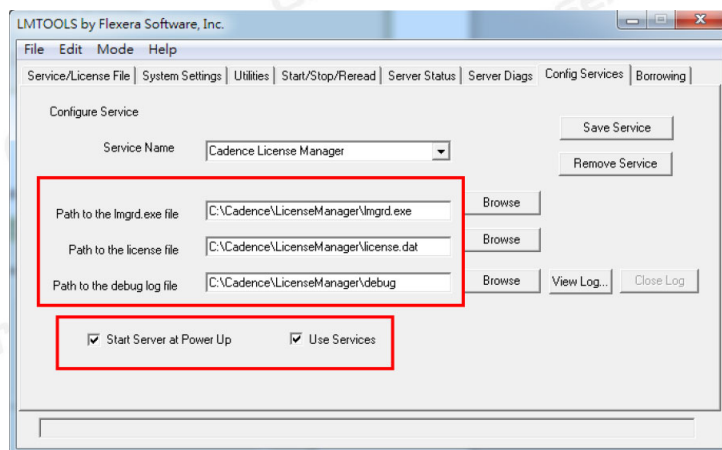 LMTOOLS by Flexera Software, Inc.
File Edit Mode Help
Service/License File System Settings Utilities Start/Stop/Reread Server Status Server Diags Config Services Borrowing
Configure Service
Save Service
Service Name Cadence License Manager
Remove Service
Path to the lmgrd.exe file C:\Cadence\LicenseManager\lmgrd.exe Browse
Path to the license file C:\Cadence\LicenseManager\license.dat Browse
Path to the debug log file C:\Cadence\LicenseManager\debug Browse View Log... Close Log
Start Server at Power Up Use Services